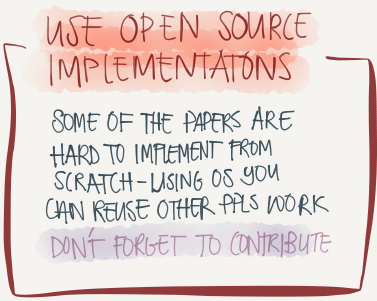 USE OPEN SOURCE
IMPLEMENTATIONS
SOME OF THE PAPERS ARE
HARD TO IMPLEMENT FROM
SCRATCH-USING OS YOU
CAN REUSE OTHER PPLS WORK
DON'T FORGET TO CONTRIBUTE